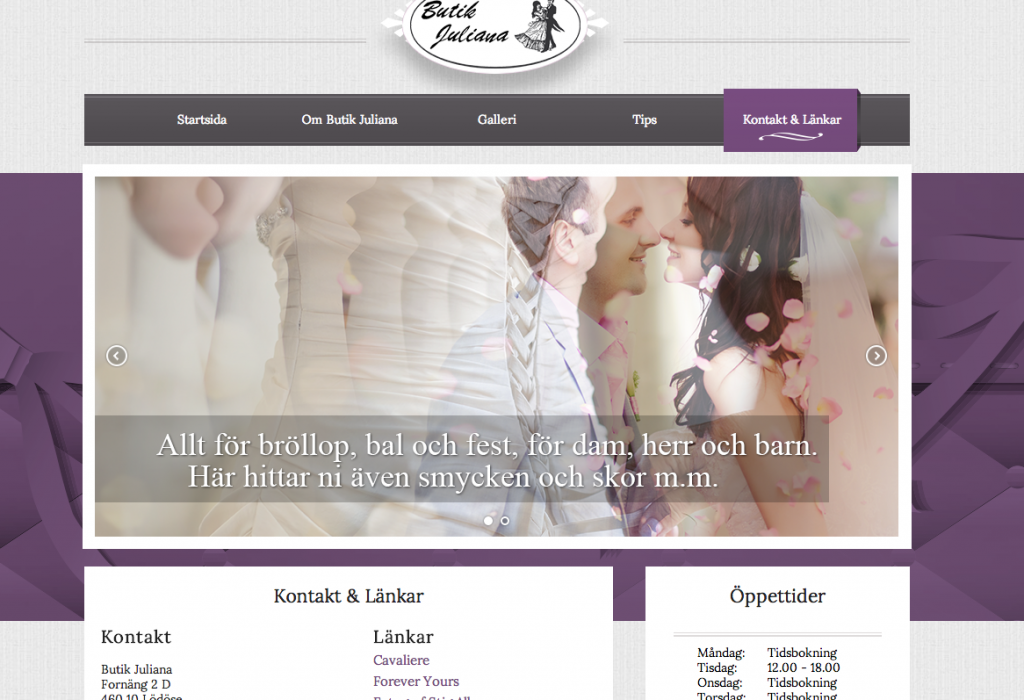 Butik
Juliana
Startsida Om Butik Juliana Galleri Tips Kontakt & Länkar
Allt för bröllop, bal och fest, för dam, herr och barn.
Här hittar ni även smycken och skor m.m.
Kontakt & Länkar
Kontakt
Butik Juliana
Fornäng 2 D
460 10 Lödöse
Länkar
Cavaliere
Forever Yours
Öppettider
Måndag: Tidsbokning
Tisdag: 12.00 - 18.00
Onsdag: Tidsbokning
Torsdag: Tidsbokning